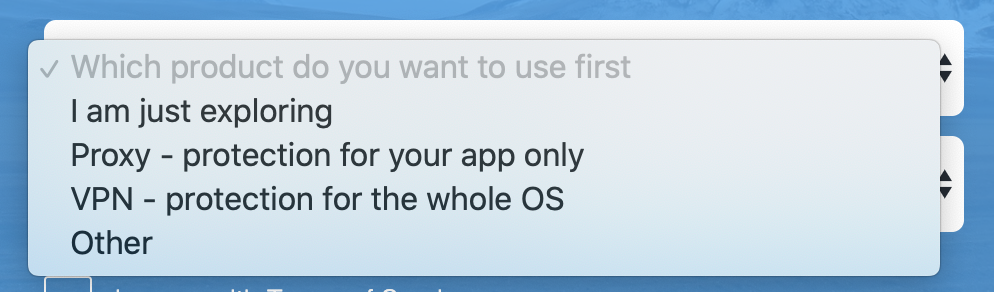 Which product do you want to use first
I am just exploring
Proxy - protection for your app only
VPN - protection for the whole OS
Other